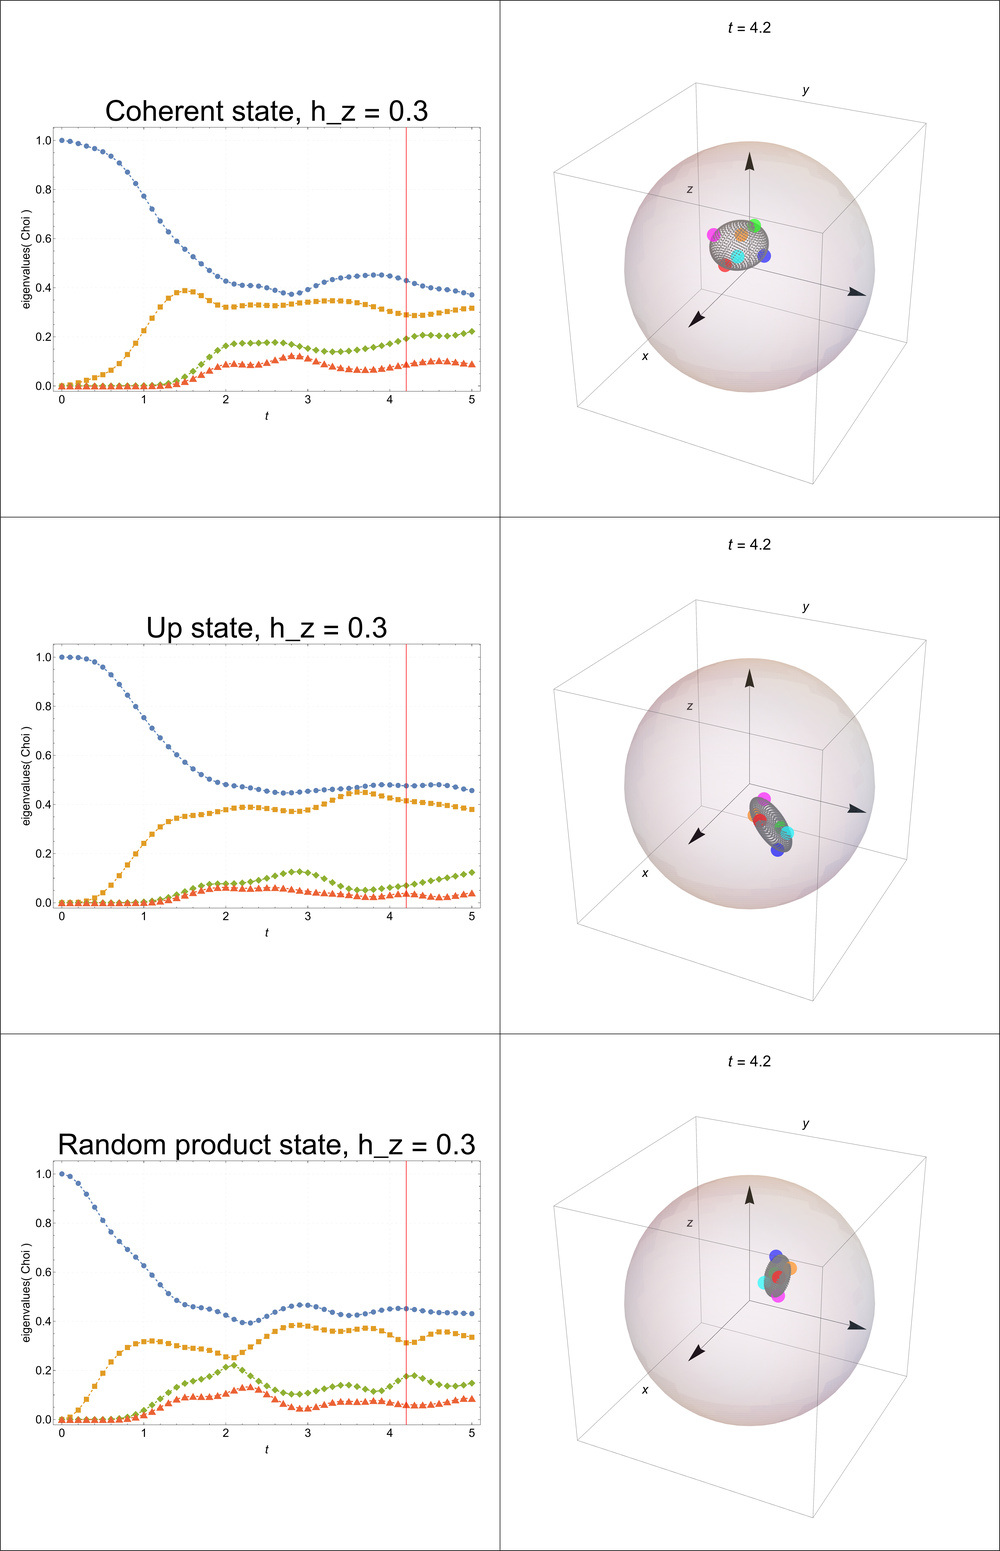 Coherent state, h_z = 0.3
eigenvalues( Choi )
1.0
0.8
0.6
0.4
0.2
0.0
0 1 2 3 4 5
t
t = 4.2
y
z
x
Up state, h_z = 0.3
eigenvalues( Choi )
1.0
0.8
0.6
0.4
0.2
0.0
0 1 2 3 4 5
t
t = 4.2
y
z
x
Random product state, h_z = 0.3
eigenvalues( Choi )
1.0
0.8
0.6
0.4
0.2
0.0
0 1 2 3 4 5
t
t = 4.2
y
z
x